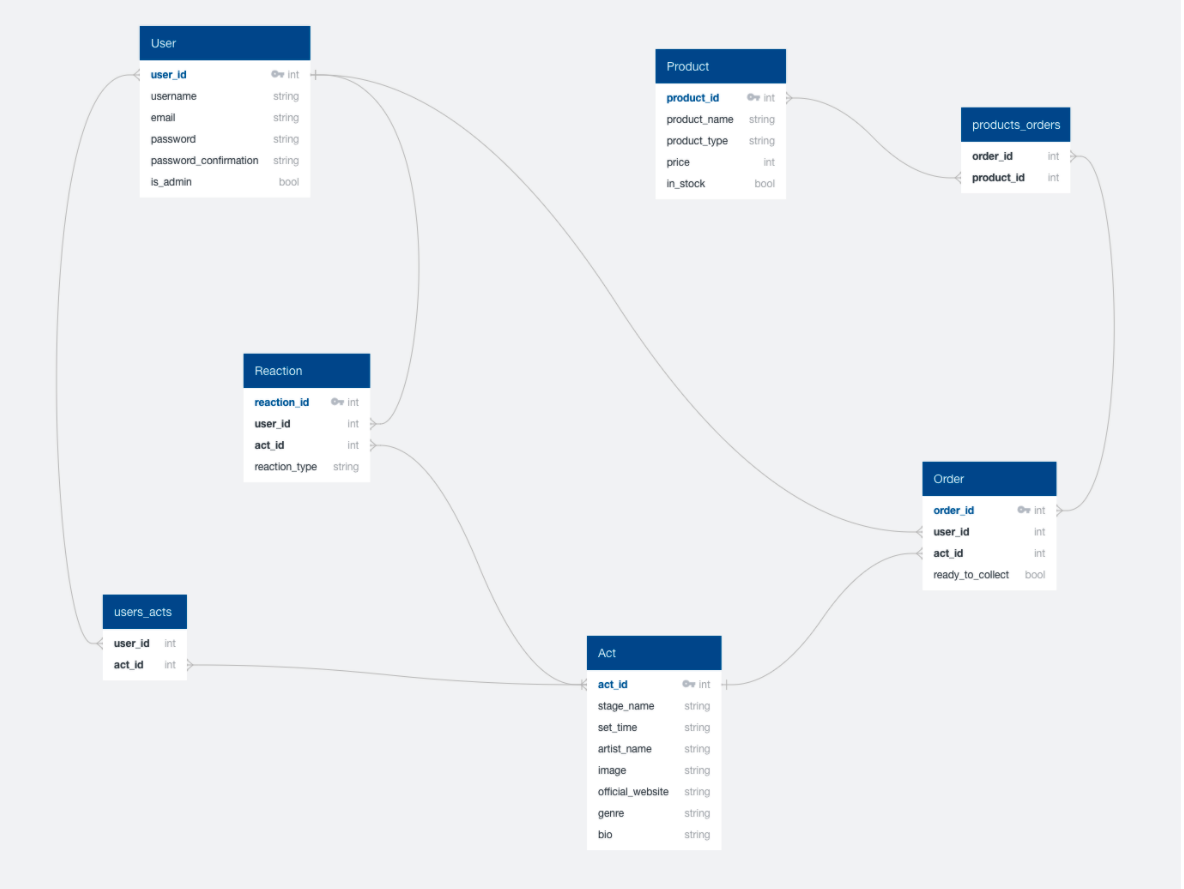 User
user_id int
username string
email string
password string
password_confirmation string
is_admin bool
Product
product_id int
product_name string
product_type string
price int
in_stock bool
products_orders
order_id int
product_id int
Reaction
reaction_id int
user_id int
act_id int
reaction_type string
Order
order_id int
user_id int
act_id int
ready_to_collect bool
users_acts
user_id int
act_id int
Act
act_id int
stage_name string
set_time string
artist_name string
image string
official_website string
genre string
bio string